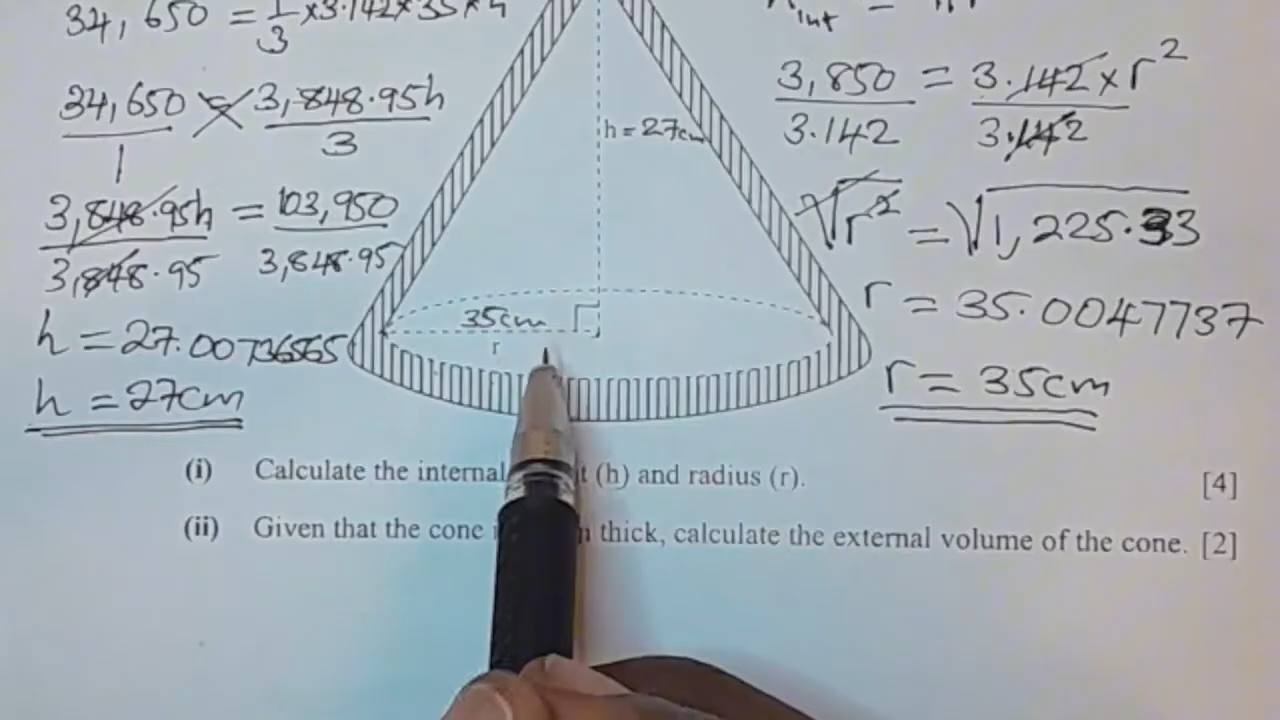 34,650 = 1/3 × 3.142 × 35 × h
34,650/1 = 3,848.95h/3
3,848.95h/3,848.95 = 103,950/3,848.95
h = 27.00736565
h = 27cm
h = 27cm
35cm
r
int =
3,850/3.142 = 3.142 × r²/3.142
√r² = √1,225.33
r = 35.0047737
r = 35cm
(i) Calculate the internal (h) and radius (r). [4]
(ii) Given that the cone thick, calculate the external volume of the cone. [2]